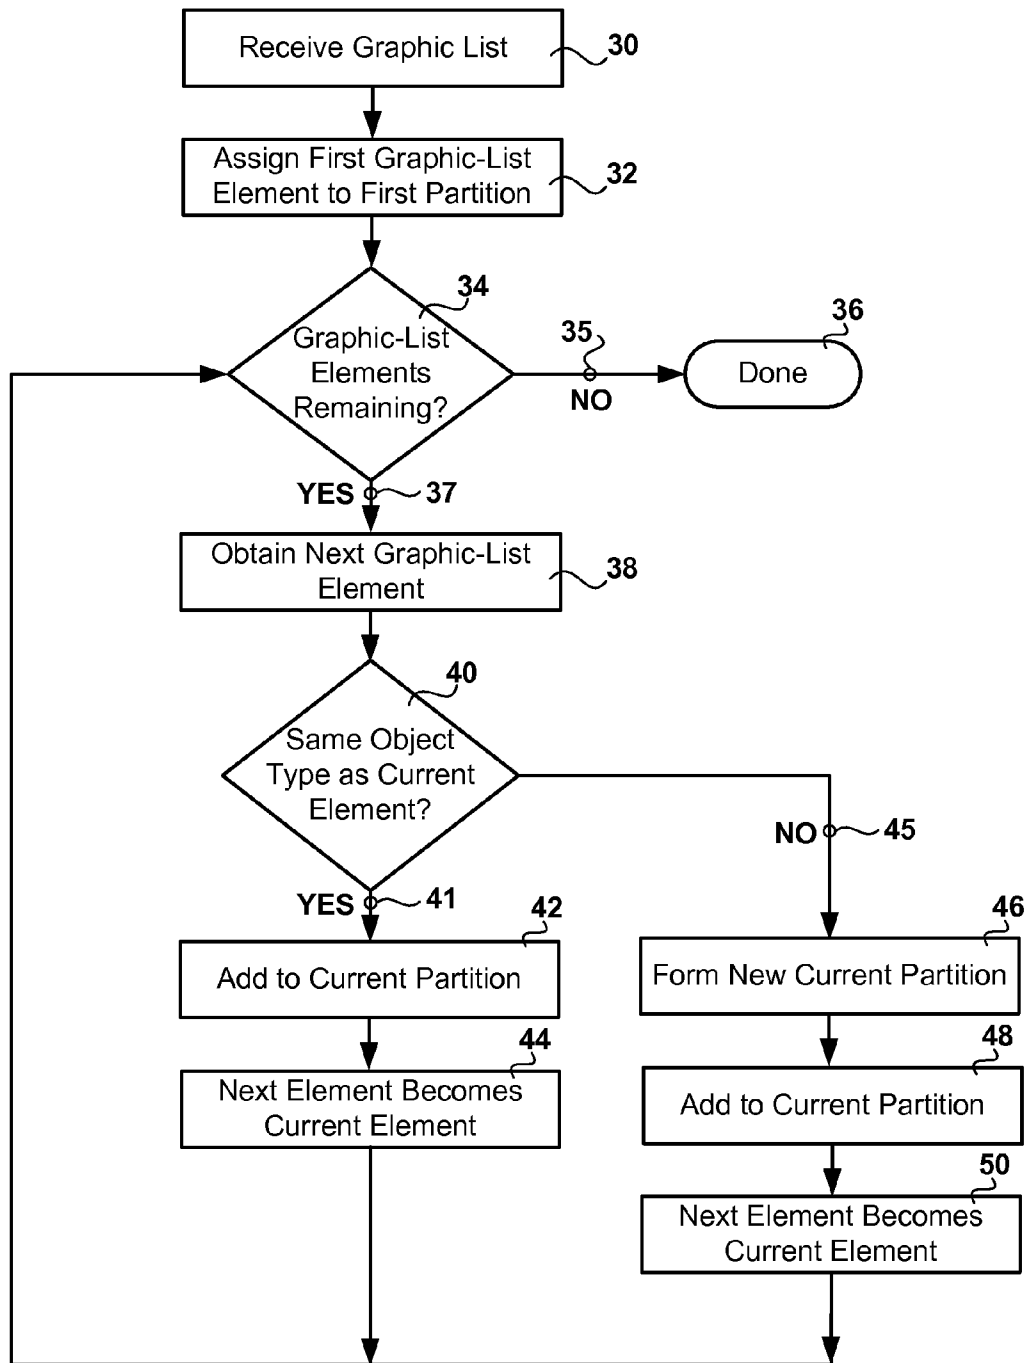 Receive Graphic List
30
Assign First Graphic-List
Element to First Partition
32
34
Graphic-List
Elements
Remaining?
35
NO
36
Done
YES
37
Obtain Next Graphic-List
Element
38
40
Same Object
Type as Current
Element?
NO
45
YES
41
42
Add to Current Partition
46
Form New Current Partition
44
Next Element Becomes
Current Element
48
Add to Current Partition
50
Next Element Becomes
Current Element